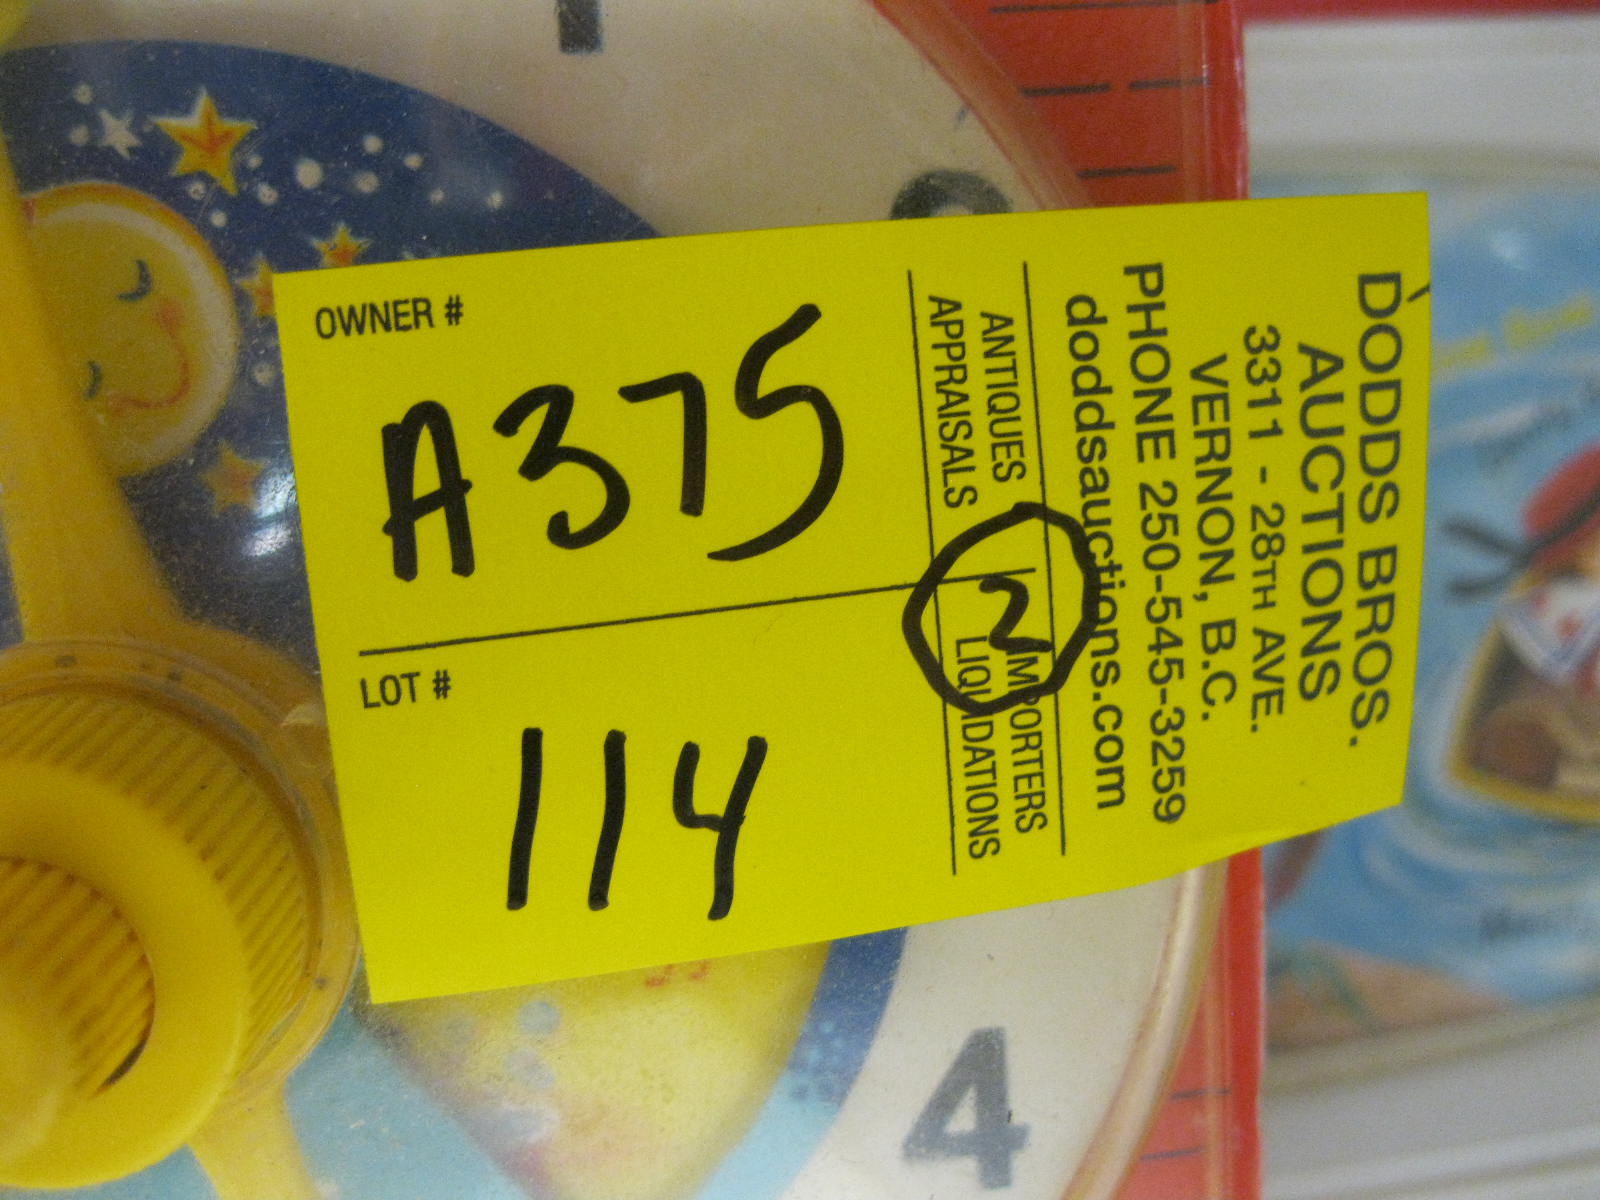 OWNER #
A375
LOT #
114
DODDS BROS.
AUCTIONS
3311 - 28TH AVE.
VERNON, B.C.
PHONE 250-545-3259
doddsauctions.com
ANTIQUES IMPORTERS
APPRAISALS LIQUIDATIONS
2
4